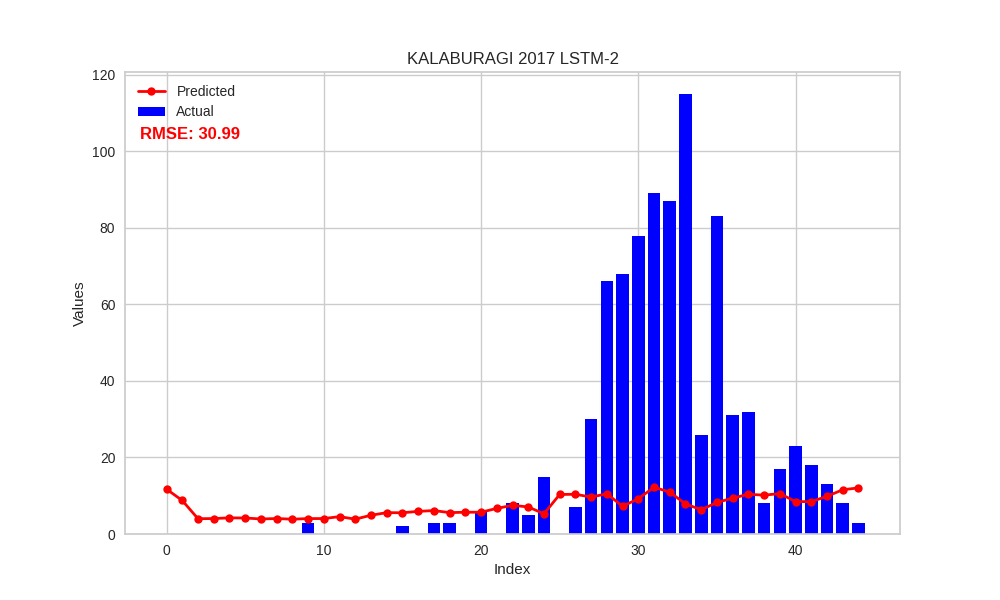 KALABURAGI 2017 LSTM-2
Predicted
Actual
RMSE: 30.99
120
100
80
60
40
20
0
Values
0 10 20 30 40
Index